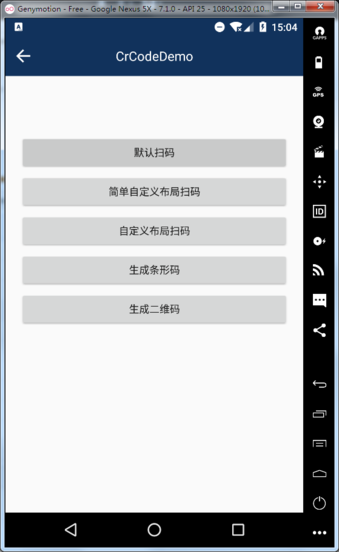 Genymotion - Free - Google Nexus 5X - 7.1.0 - API 25 - 1080x1920 (10...
A
15:04
CrCodeDemo
默认扫码
简单自定义布局扫码
自定义布局扫码
生成条形码
生成二维码
GAPPS
GPS
ID